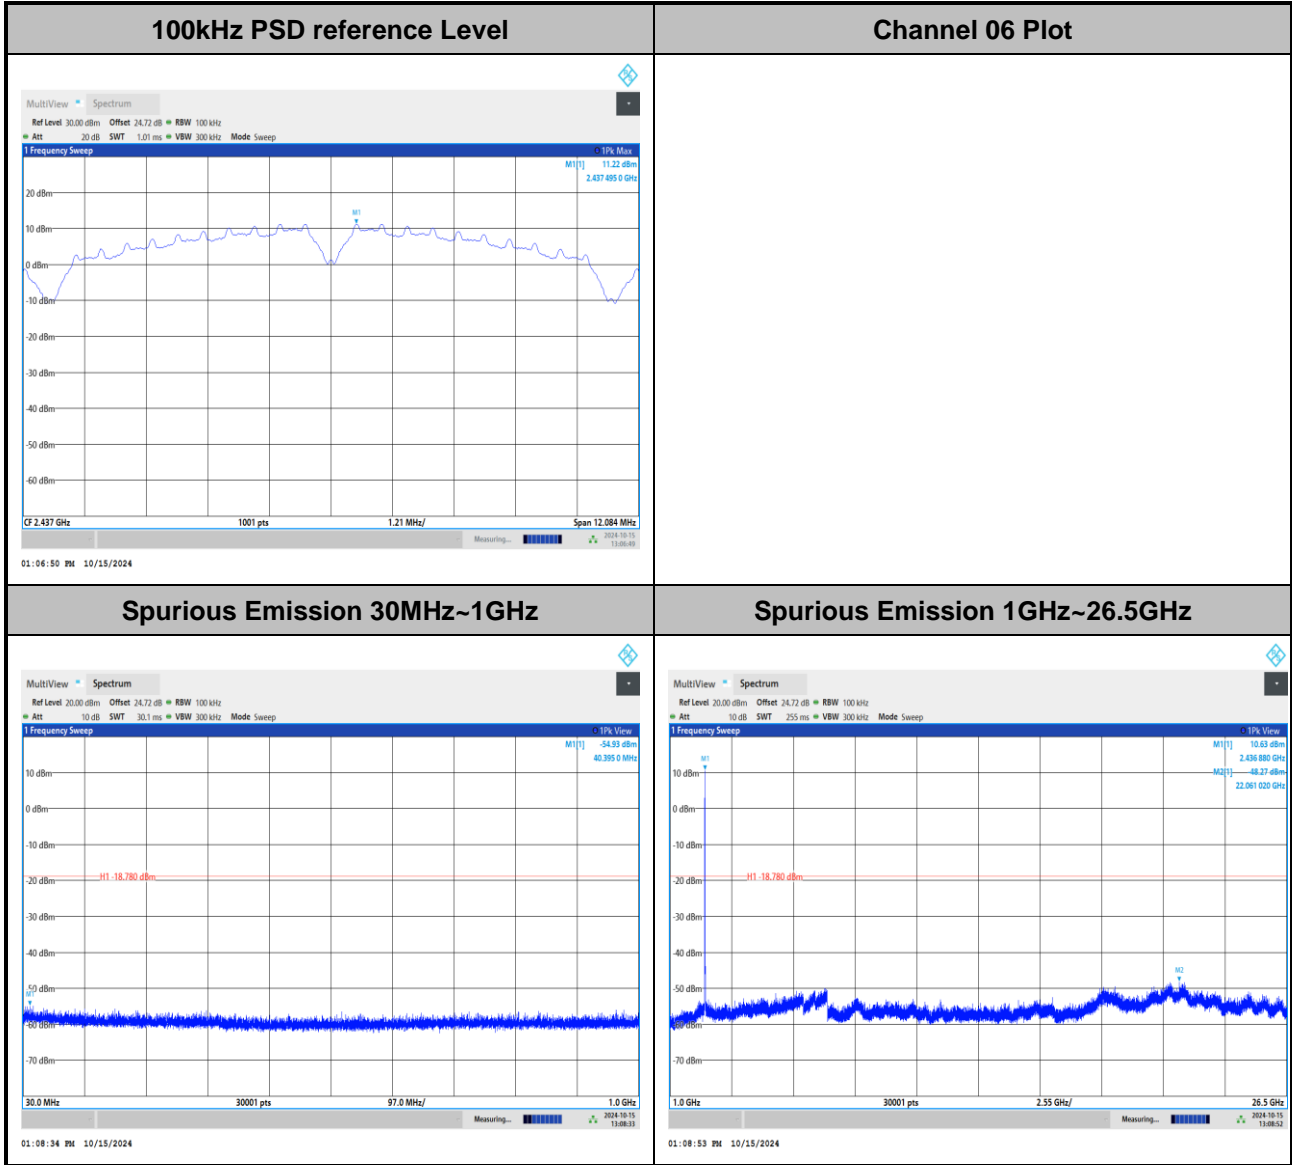 100kHz PSD reference Level
Channel 06 Plot
MultiView Spectrum
Ref Level 30.00 dBm Offset 24.72 dB RBW 100 kHz
Att 20 dB SWT 1.01 ms VBW 300 kHz Mode Sweep
1 Frequency Sweep 1Pk Max
M1[1] 11.22 dBm
2.437 495 0 GHz
M1
20 dBm
10 dBm
0 dBm
-10 dBm
-20 dBm
-30 dBm
-40 dBm
-50 dBm
-60 dBm
CF 2.437 GHz 1001 pts 1.21 MHz/ Span 12.084 MHz
Measuring... 2024-10-15
13:06:49
01:06:50 PM 10/15/2024
Spurious Emission 30MHz~1GHz
Spurious Emission 1GHz~26.5GHz
MultiView Spectrum
Ref Level 20.00 dBm Offset 24.72 dB RBW 100 kHz
Att 10 dB SWT 30.1 ms VBW 300 kHz Mode Sweep
1 Frequency Sweep 1Pk View
M1[1] -54.93 dBm
40.395 0 MHz
10 dBm
0 dBm
-10 dBm
H1 -18.780 dBm
-20 dBm
-30 dBm
-40 dBm
-50 dBm
M1
-60 dBm
-70 dBm
30.0 MHz 30001 pts 97.0 MHz/ 1.0 GHz
Measuring... 2024-10-15
13:08:33
01:08:34 PM 10/15/2024
MultiView Spectrum
Ref Level 20.00 dBm Offset 24.72 dB RBW 100 kHz
Att 10 dB SWT 255 ms VBW 300 kHz Mode Sweep
1 Frequency Sweep 1Pk View
M1[1] 10.63 dBm
2.436 880 GHz
M2[1] -48.27 dBm
22.061 020 GHz
M1
10 dBm
0 dBm
-10 dBm
H1 -18.780 dBm
-20 dBm
-30 dBm
-40 dBm
M2
-50 dBm
-60 dBm
-70 dBm
1.0 GHz 30001 pts 2.55 GHz/ 26.5 GHz
Measuring... 2024-10-15
13:08:52
01:08:53 PM 10/15/2024